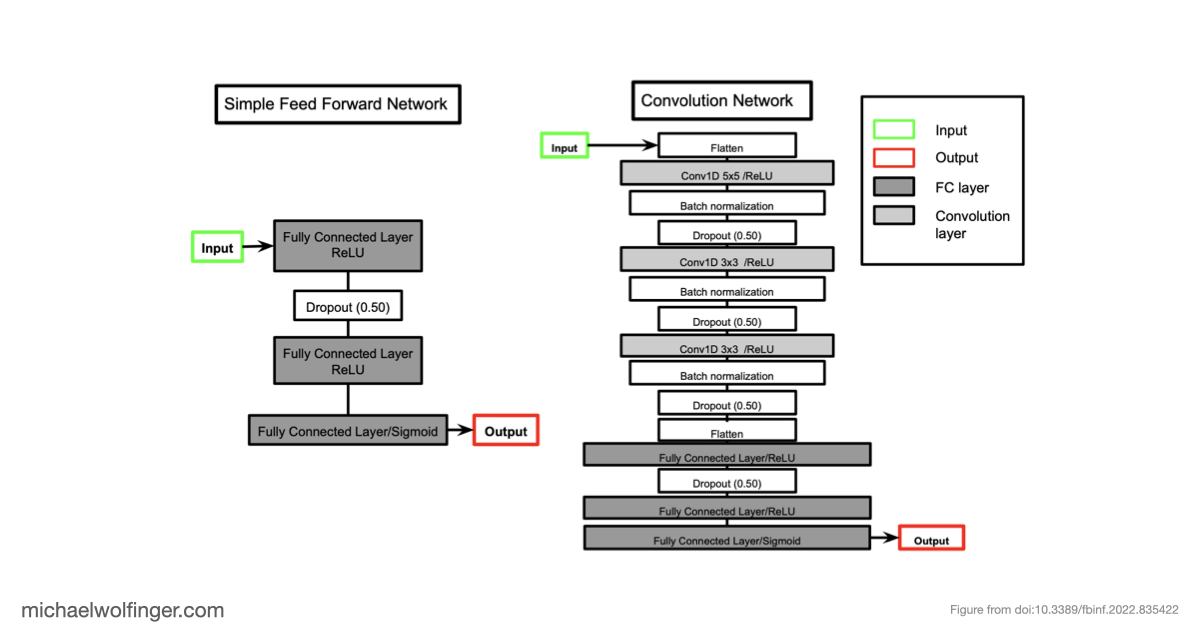 Simple Feed Forward Network
Input
Fully Connected Layer
ReLU
Dropout (0.50)
Fully Connected Layer
ReLU
Fully Connected Layer/Sigmoid
Output
Convolution Network
Input
Flatten
Conv1D 5x5 /ReLU
Batch normalization
Dropout (0.50)
Conv1D 3x3 /ReLU
Batch normalization
Dropout (0.50)
Conv1D 3x3 /ReLU
Batch normalization
Dropout (0.50)
Flatten
Fully Connected Layer/ReLU
Dropout (0.50)
Fully Connected Layer/ReLU
Fully Connected Layer/Sigmoid
Output
Input
Output
FC layer
Convolution
layer
michaelwolfinger.com
Figure from doi:10.3389/fbinf.2022.835422